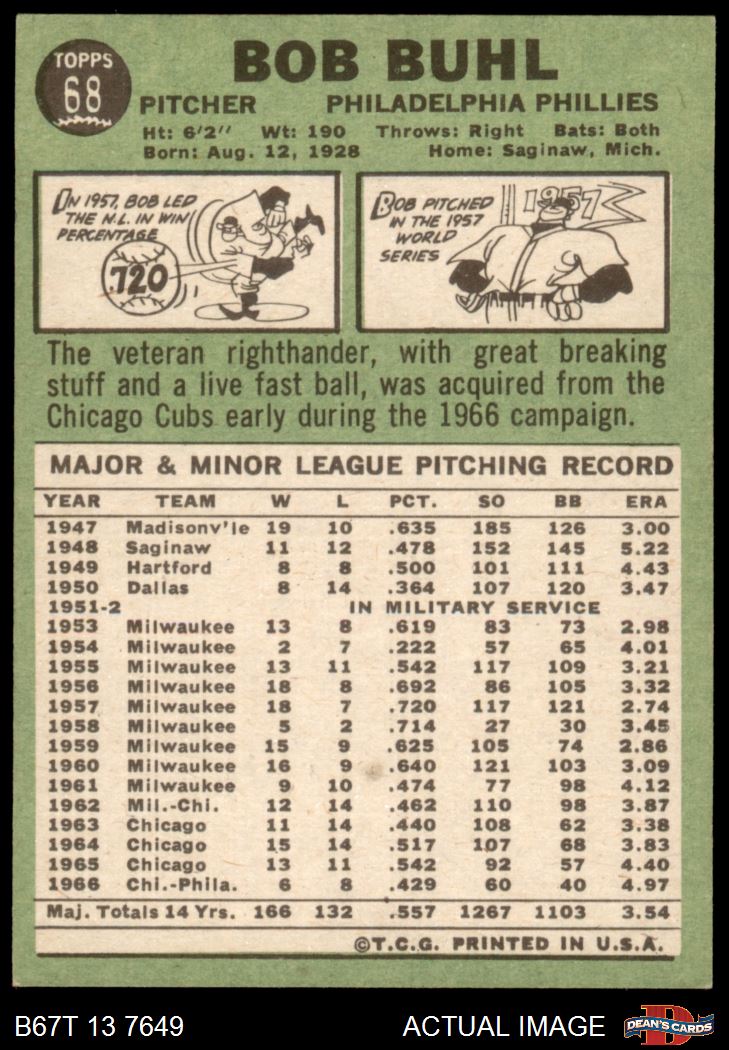 TOPPS
68
BOB BUHL
PITCHER PHILADELPHIA PHILLIES
Ht: 6'2" Wt: 190 Throws: Right Bats: Both
Born: Aug. 12, 1928 Home: Saginaw, Mich.
IN 1957, BOB LED
THE N.L. IN WIN
PERCENTAGE
.720
BOB PITCHED
IN THE 1957
WORLD
SERIES
1957
The veteran righthander, with great breaking
stuff and a live fast ball, was acquired from the
Chicago Cubs early during the 1966 campaign.
MAJOR & MINOR LEAGUE PITCHING RECORD
YEAR TEAM W L PCT. SO BB ERA
1947 Madisonv'le 19 10 .635 185 126 3.00
1948 Saginaw 11 12 .478 152 145 5.22
1949 Hartford 8 8 .500 101 111 4.43
1950 Dallas 8 14 .364 107 120 3.47
1951-2 IN MILITARY SERVICE
1953 Milwaukee 13 8 .619 83 73 2.98
1954 Milwaukee 2 7 .222 57 65 4.01
1955 Milwaukee 13 11 .542 117 109 3.21
1956 Milwaukee 18 8 .692 86 105 3.32
1957 Milwaukee 18 7 .720 117 121 2.74
1958 Milwaukee 5 2 .714 27 30 3.45
1959 Milwaukee 15 9 .625 105 74 2.86
1960 Milwaukee 16 9 .640 121 103 3.09
1961 Milwaukee 9 10 .474 77 98 4.12
1962 Mil.-Chi. 12 14 .462 110 98 3.87
1963 Chicago 11 14 .440 108 62 3.38
1964 Chicago 15 14 .517 107 68 3.83
1965 Chicago 13 11 .542 92 57 4.40
1966 Chi.-Phila. 6 8 .429 60 40 4.97
Maj. Totals 14 Yrs. 166 132 .557 1267 1103 3.54
©T.C.G. PRINTED IN U.S.A.
B67T 13 7649 ACTUAL IMAGE
DEAN'S CARDS